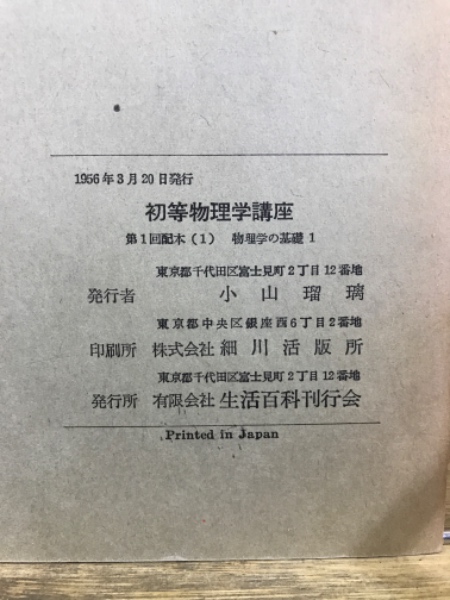 1956年3月20日発行
初等物理学講座
第1回配本（1） 物理学の基礎 1
東京都千代田区富士見町2丁目12番地
発行者 小山瑠璃
東京都中央区銀座西6丁目2番地
印刷所 株式会社 細川活版所
東京都千代田区富士見町2丁目12番地
発行所 有限会社 生活百科刊行会
Printed in Japan